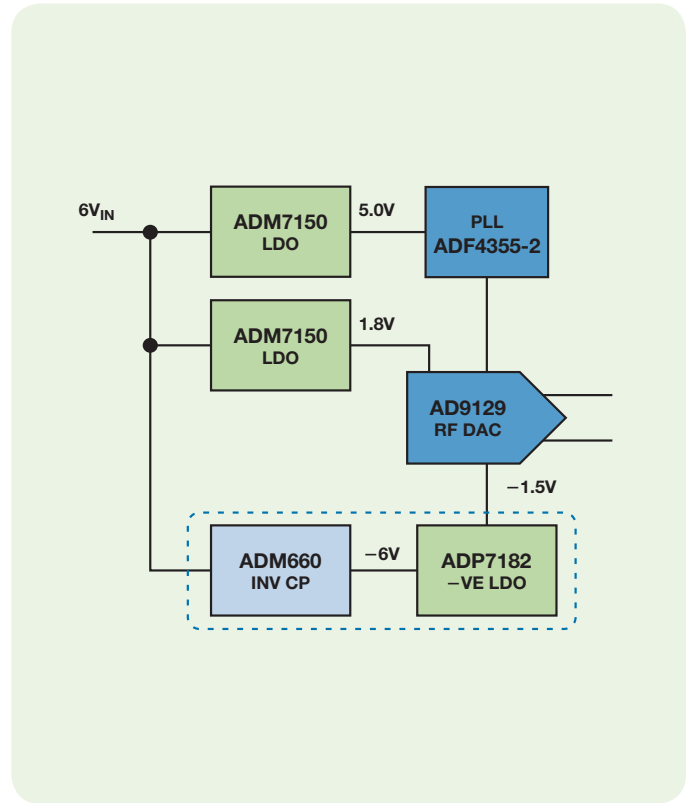 6V_IN
ADM7150
LDO
5.0V
PLL
ADF4355-2
ADM7150
LDO
1.8V
AD9129
RF DAC
−1.5V
ADM660
INV CP
−6V
ADP7182
−VE LDO